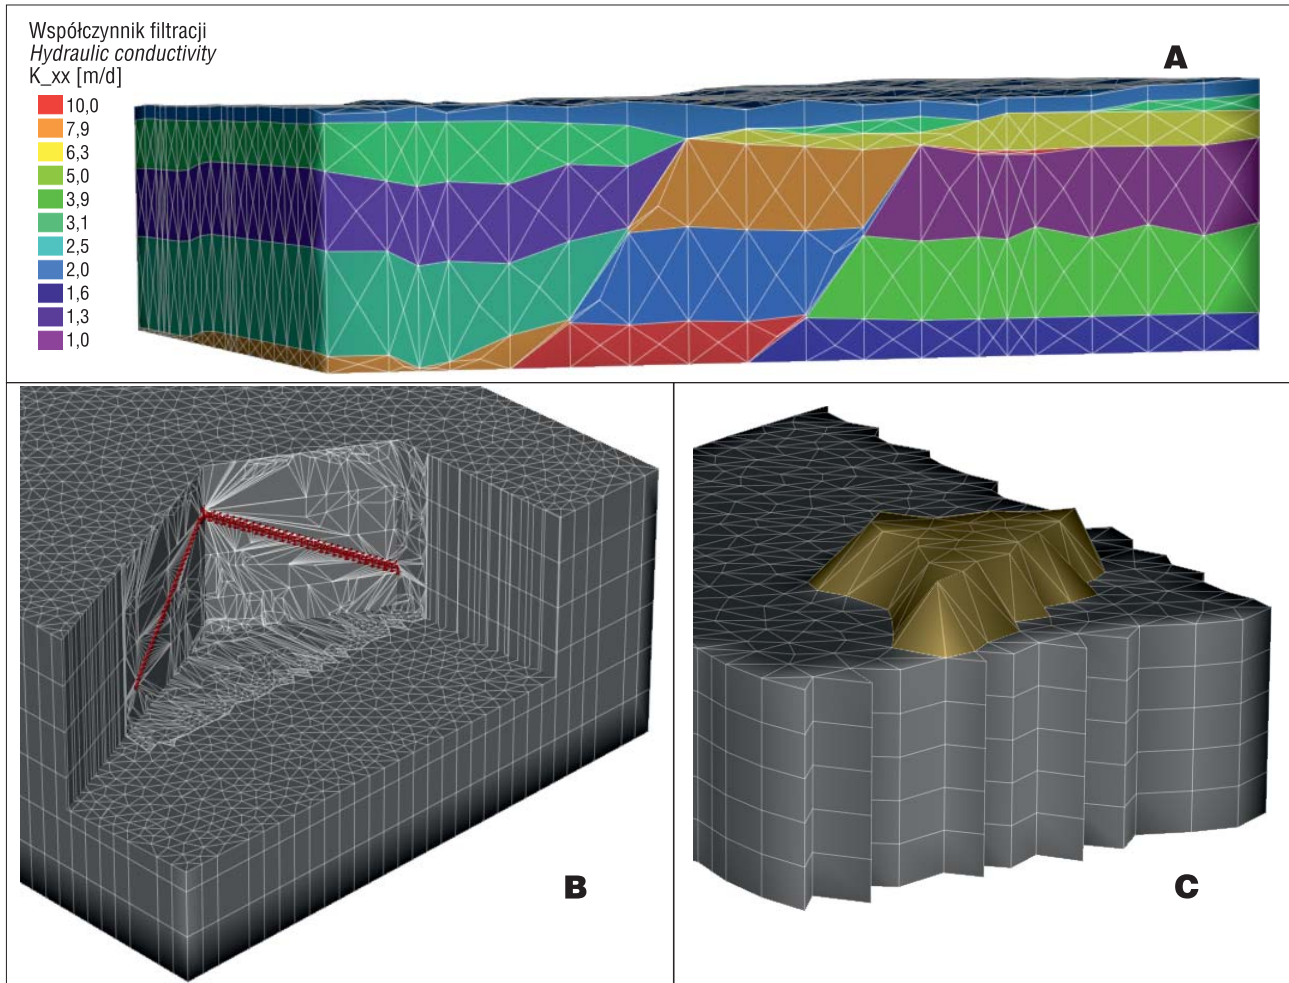 Współczynnik filtracji
Hydraulic conductivity
K_xx [m/d]
10,0
7,9
6,3
5,0
3,9
3,1
2,5
2,0
1,6
1,3
1,0
A
B
C